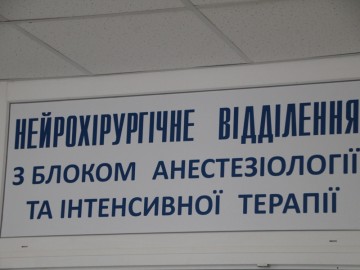 НЕЙРОХІРУРГІЧНЕ ВІДДІЛЕННЯ
З БЛОКОМ АНЕСТЕЗІОЛОГІЇ
ТА ІНТЕНСИВНОЇ ТЕРАПІЇ